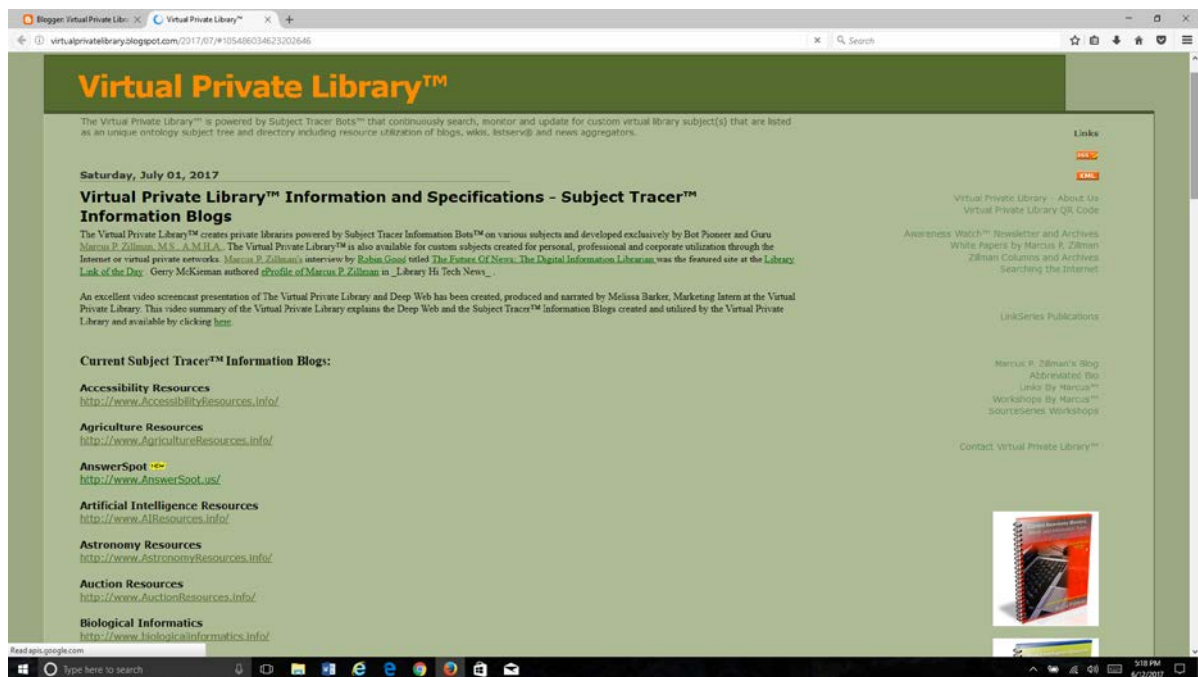 Blogger: Virtual Private Libr
Virtual Private Library™
virtualprivatelibrary.blogspot.com/2017/07/#105486034623202646
Search
Virtual Private Library™
The Virtual Private Library™ is powered by Subject Tracer Bots™ that continuously search, monitor and update for custom virtual library subject(s) that are listed
as an unique ontology subject tree and directory including resource utilization of blogs, wikis, listserv® and news aggregators.
Links
XML
Saturday, July 01, 2017
Virtual Private Library™ Information and Specifications - Subject Tracer™
Information Blogs
The Virtual Private Library™ creates private libraries powered by Subject Tracer Information Bots™ on various subjects and developed exclusively by Bot Pioneer and Guru
Marcus P. Zillman, M.S., A.M.H.A. The Virtual Private Library™ is also available for custom subjects created for personal, professional and corporate utilization through the
Internet or virtual private networks. Marcus P. Zillman's interview by Robin Good titled The Future Of News: The Digital Information Librarian was the featured site at the Library
Link of the Day. Gerry McKiernan authored eProfile of Marcus P. Zillman in _Library Hi Tech News_ .
An excellent video screencast presentation of The Virtual Private Library and Deep Web has been created, produced and narrated by Melissa Barker, Marketing Intern at the Virtual
Private Library. This video summary of the Virtual Private Library explains the Deep Web and the Subject Tracer™ Information Blogs created and utilized by the Virtual Private
Library and available by clicking here.
Current Subject Tracer™ Information Blogs:
Accessibility Resources
http://www.AccessibilityResources.info/
Agriculture Resources
http://www.AgricultureResources.info/
AnswerSpot NEW
http://www.AnswerSpot.us/
Artificial Intelligence Resources
http://www.AIResources.info/
Astronomy Resources
http://www.AstronomyResources.info/
Auction Resources
http://www.AuctionResources.info/
Biological Informatics
http://www.biologicalinformatics.info/
Virtual Private Library - About Us
Virtual Private Library QR Code
Awareness Watch™ Newsletter and Archives
White Papers by Marcus P. Zillman
Zillman Columns and Archives
Searching the Internet
LinkSeries Publications
Marcus P. Zillman's Blog
Abbreviated Bio
Links By Marcus™
Workshops By Marcus™
SourceSeries Workshops
Contact Virtual Private Library™
Read apis.google.com
Type here to search
5:18 PM
6/12/2017